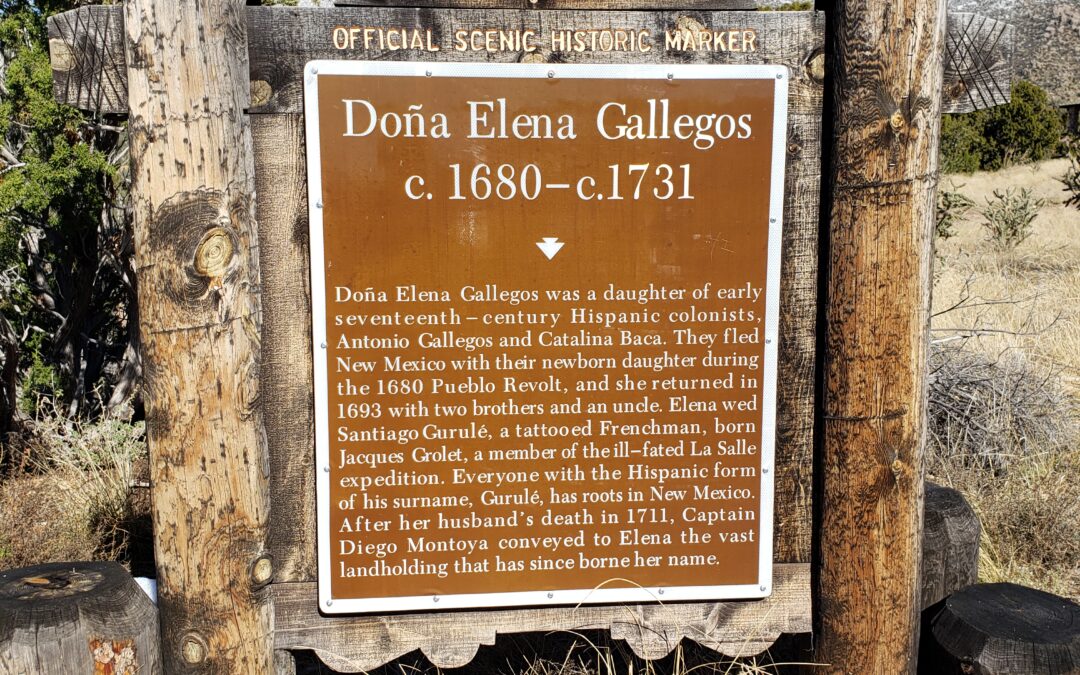 OFFICIAL SCENIC HISTORIC MARKER
Doña Elena Gallegos
c. 1680–c.1731
Doña Elena Gallegos was a daughter of early
seventeenth–century Hispanic colonists,
Antonio Gallegos and Catalina Baca. They fled
New Mexico with their newborn daughter during
the 1680 Pueblo Revolt, and she returned in
1693 with two brothers and an uncle. Elena wed
Santiago Gurulé, a tattooed Frenchman, born
Jacques Grolet, a member of the ill–fated La Salle
expedition. Everyone with the Hispanic form
of his surname, Gurulé, has roots in New Mexico.
After her husband's death in 1711, Captain
Diego Montoya conveyed to Elena the vast
landholding that has since borne her name.